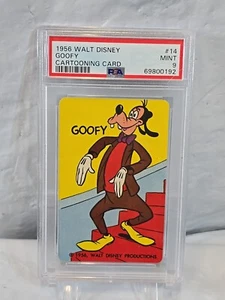 1956 WALT DISNEY #14
GOOFY MINT
CARTOONING CARD 9
PSA 69800192
GOOFY
© 1956, WALT DISNEY PRODUCTIONS